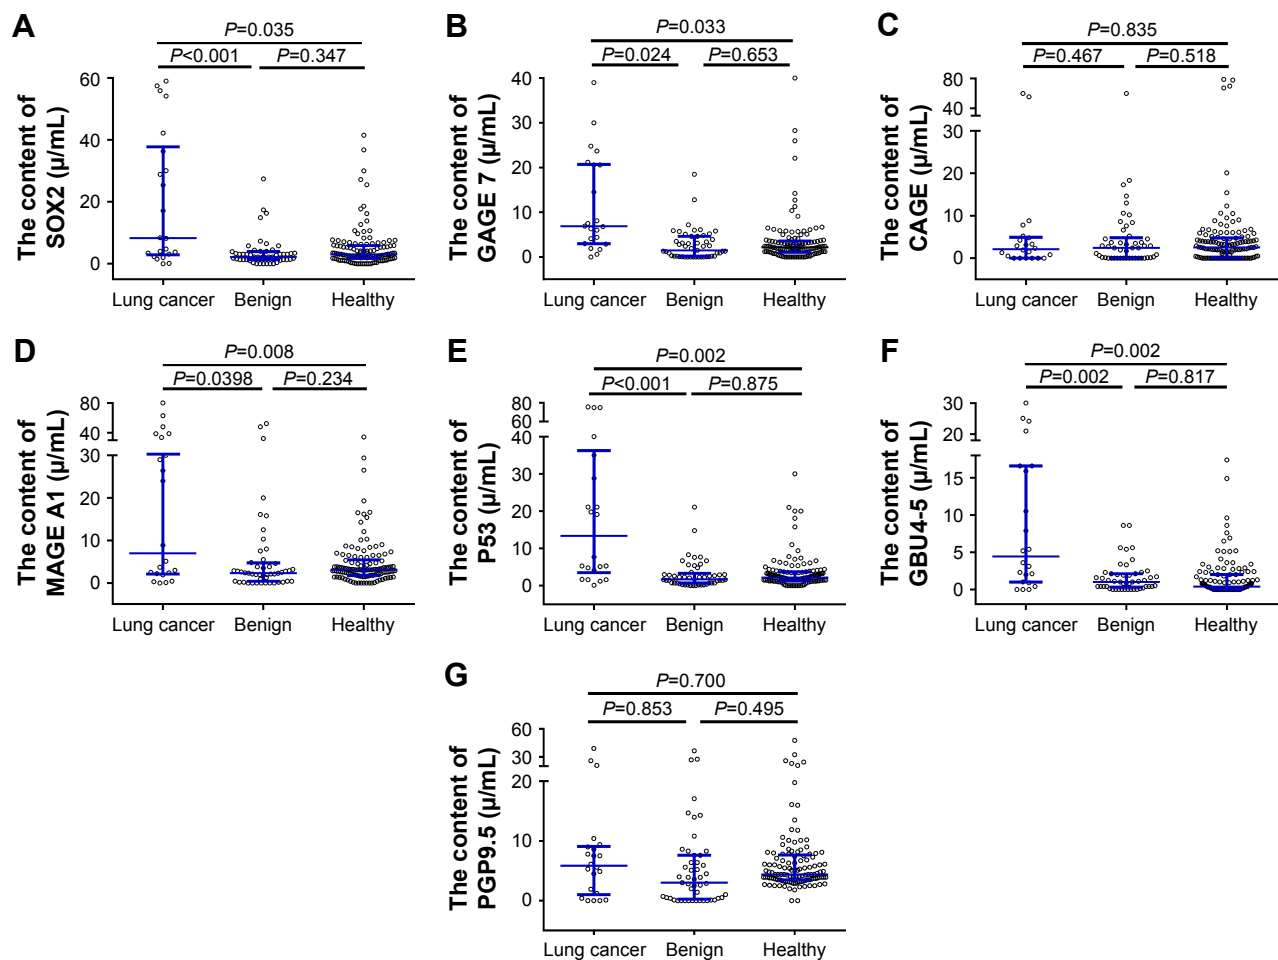 A
P=0.035
P<0.001
P=0.347
The content of
SOX2 (μ/mL)
60
40
20
0
Lung cancer
Benign
Healthy
B
P=0.033
P=0.024
P=0.653
The content of
GAGE 7 (μ/mL)
40
30
20
10
0
Lung cancer
Benign
Healthy
C
P=0.835
P=0.467
P=0.518
The content of
CAGE (μ/mL)
80
40
30
20
10
0
Lung cancer
Benign
Healthy
D
P=0.008
P=0.0398
P=0.234
The content of
MAGE A1 (μ/mL)
80
40
30
20
10
0
Lung cancer
Benign
Healthy
E
P=0.002
P<0.001
P=0.875
The content of
P53 (μ/mL)
80
60
40
30
20
10
0
Lung cancer
Benign
Healthy
F
P=0.002
P=0.002
P=0.817
The content of
GBU4-5 (μ/mL)
30
20
15
10
5
0
Lung cancer
Benign
Healthy
G
P=0.700
P=0.853
P=0.495
The content of
PGP9.5 (μ/mL)
60
30
20
10
0
Lung cancer
Benign
Healthy